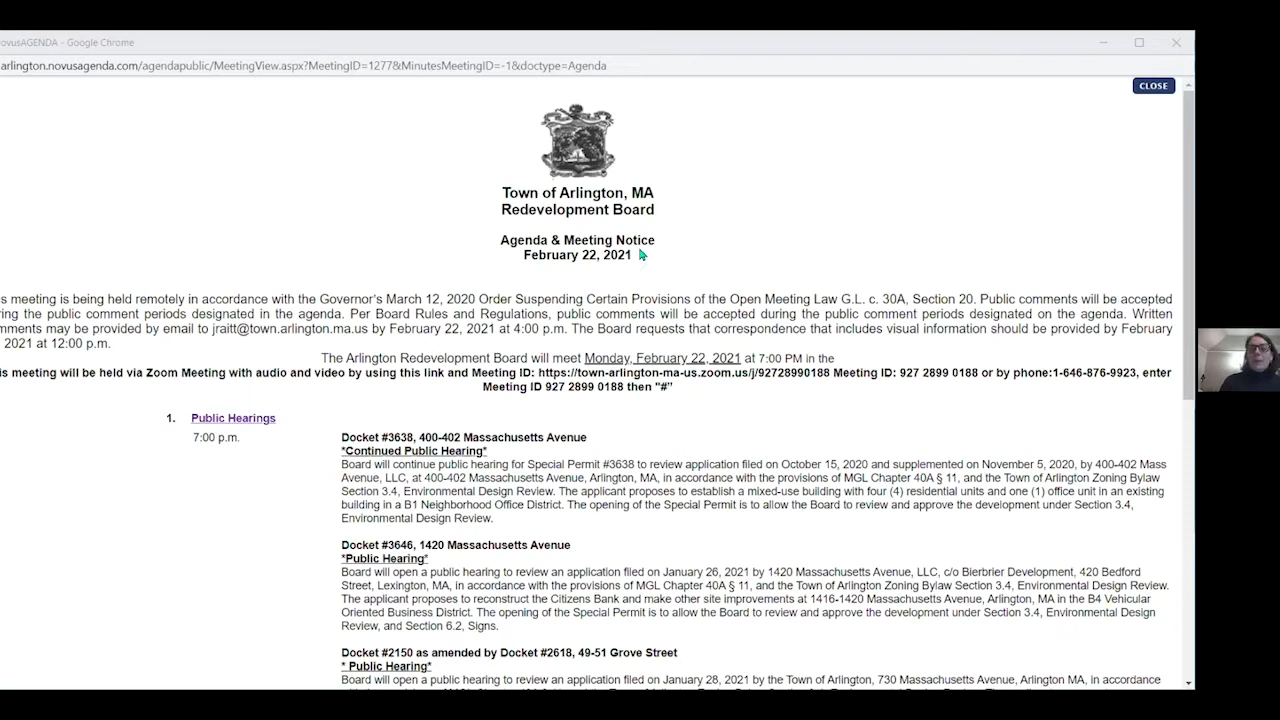 ovusAGENDA - Google Chrome
arlington.novusagenda.com/agendapublic/MeetingView.aspx?MeetingID=1277&MinutesMeetingID=-1&doctype=Agenda
CLOSE
Town of Arlington, MA
Redevelopment Board
Agenda & Meeting Notice
February 22, 2021
s meeting is being held remotely in accordance with the Governor's March 12, 2020 Order Suspending Certain Provisions of the Open Meeting Law G.L. c. 30A, Section 20. Public comments will be accepted
ring the public comment periods designated in the agenda. Per Board Rules and Regulations, public comments will be accepted during the public comment periods designated on the agenda. Written
mments may be provided by email to jraitt@town.arlington.ma.us by February 22, 2021 at 4:00 p.m. The Board requests that correspondence that includes visual information should be provided by February
2021 at 12:00 p.m.
The Arlington Redevelopment Board will meet Monday, February 22, 2021 at 7:00 PM in the
is meeting will be held via Zoom Meeting with audio and video by using this link and Meeting ID: https://town-arlington-ma-us.zoom.us/j/92728990188 Meeting ID: 927 2899 0188 or by phone:1-646-876-9923, enter
Meeting ID 927 2899 0188 then "#"
1. Public Hearings
7:00 p.m.
Docket #3638, 400-402 Massachusetts Avenue
*Continued Public Hearing*
Board will continue public hearing for Special Permit #3638 to review application filed on October 15, 2020 and supplemented on November 5, 2020, by 400-402 Mass
Avenue, LLC, at 400-402 Massachusetts Avenue, Arlington, MA, in accordance with the provisions of MGL Chapter 40A § 11, and the Town of Arlington Zoning Bylaw
Section 3.4, Environmental Design Review. The applicant proposes to establish a mixed-use building with four (4) residential units and one (1) office unit in an existing
building in a B1 Neighborhood Office District. The opening of the Special Permit is to allow the Board to review and approve the development under Section 3.4,
Environmental Design Review.
Docket #3646, 1420 Massachusetts Avenue
*Public Hearing*
Board will open a public hearing to review an application filed on January 26, 2021 by 1420 Massachusetts Avenue, LLC, c/o Bierbrier Development, 420 Bedford
Street, Lexington, MA, in accordance with the provisions of MGL Chapter 40A § 11, and the Town of Arlington Zoning Bylaw Section 3.4, Environmental Design Review.
The applicant proposes to reconstruct the Citizens Bank and make other site improvements at 1416-1420 Massachusetts Avenue, Arlington, MA in the B4 Vehicular
Oriented Business District. The opening of the Special Permit is to allow the Board to review and approve the development under Section 3.4, Environmental Design
Review, and Section 6.2, Signs.
Docket #2150 as amended by Docket #2618, 49-51 Grove Street
* Public Hearing*
Board will open a public hearing to review an application filed on January 28, 2021 by the Town of Arlington, 730 Massachusetts Avenue, Arlington MA, in accordance